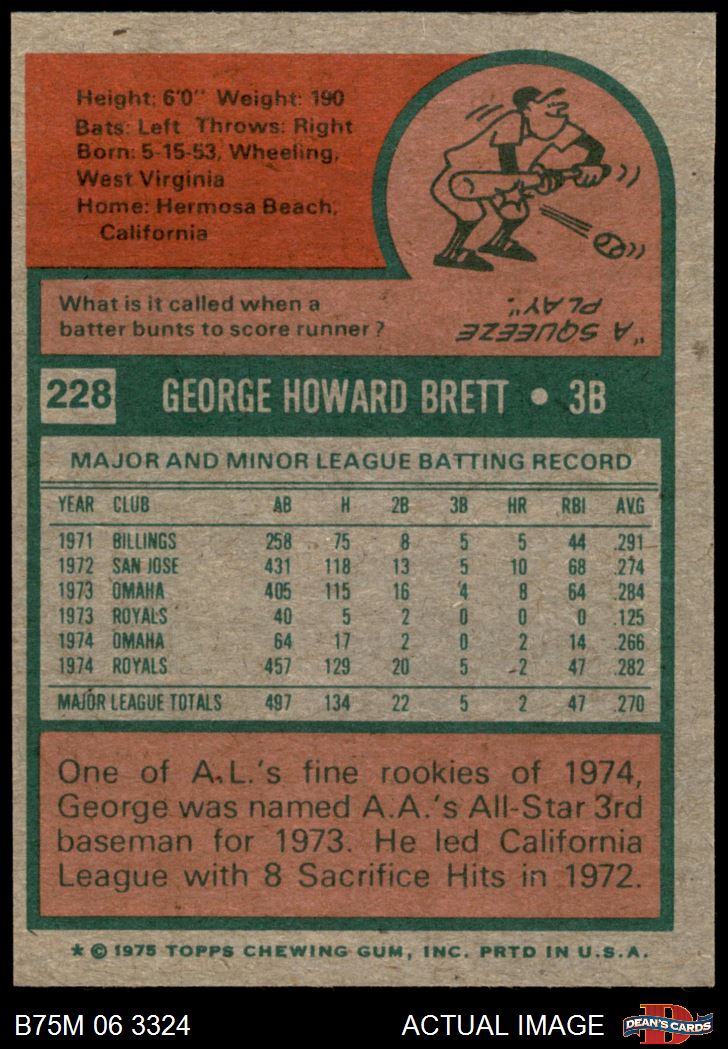 Height: 6'0" Weight: 190
Bats: Left Throws: Right
Born: 5-15-53, Wheeling,
West Virginia
Home: Hermosa Beach,
California
What is it called when a
batter bunts to score runner?
"A SQUEEZE
PLAY".
228 GEORGE HOWARD BRETT • 3B
MAJOR AND MINOR LEAGUE BATTING RECORD
YEAR CLUB AB H 2B 3B HR RBI AVG
1971 BILLINGS 258 75 8 5 5 44 .291
1972 SAN JOSE 431 118 13 5 10 68 .274
1973 OMAHA 405 115 16 4 8 64 .284
1973 ROYALS 40 5 2 0 0 0 .125
1974 OMAHA 64 17 2 0 2 14 .266
1974 ROYALS 457 129 20 5 2 47 .282
MAJOR LEAGUE TOTALS 497 134 22 5 2 47 .270
One of A.L.'s fine rookies of 1974,
George was named A.A.'s All-Star 3rd
baseman for 1973. He led California
League with 8 Sacrifice Hits in 1972.
* © 1975 TOPPS CHEWING GUM, INC. PRTD IN U.S.A.
B75M 06 3324 ACTUAL IMAGE DEAN'S CARDS